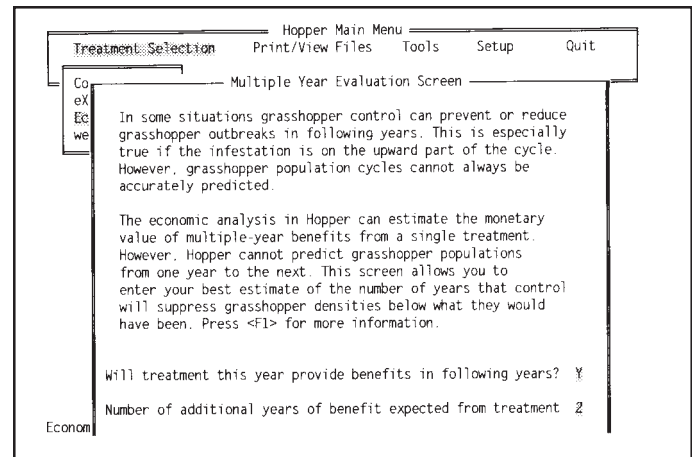 Hopper Main Menu
Treatment Selection Print/View Files Tools Setup Quit
Co
eX
Ec
we
Multiple Year Evaluation Screen
In some situations grasshopper control can prevent or reduce
grasshopper outbreaks in following years. This is especially
true if the infestation is on the upward part of the cycle.
However, grasshopper population cycles cannot always be
accurately predicted.
The economic analysis in Hopper can estimate the monetary
value of multiple-year benefits from a single treatment.
However, Hopper cannot predict grasshopper populations
from one year to the next. This screen allows you to
enter your best estimate of the number of years that control
will suppress grasshopper densities below what they would
have been. Press <F1> for more information.
Will treatment this year provide benefits in following years? Y
Number of additional years of benefit expected from treatment 2
Econom